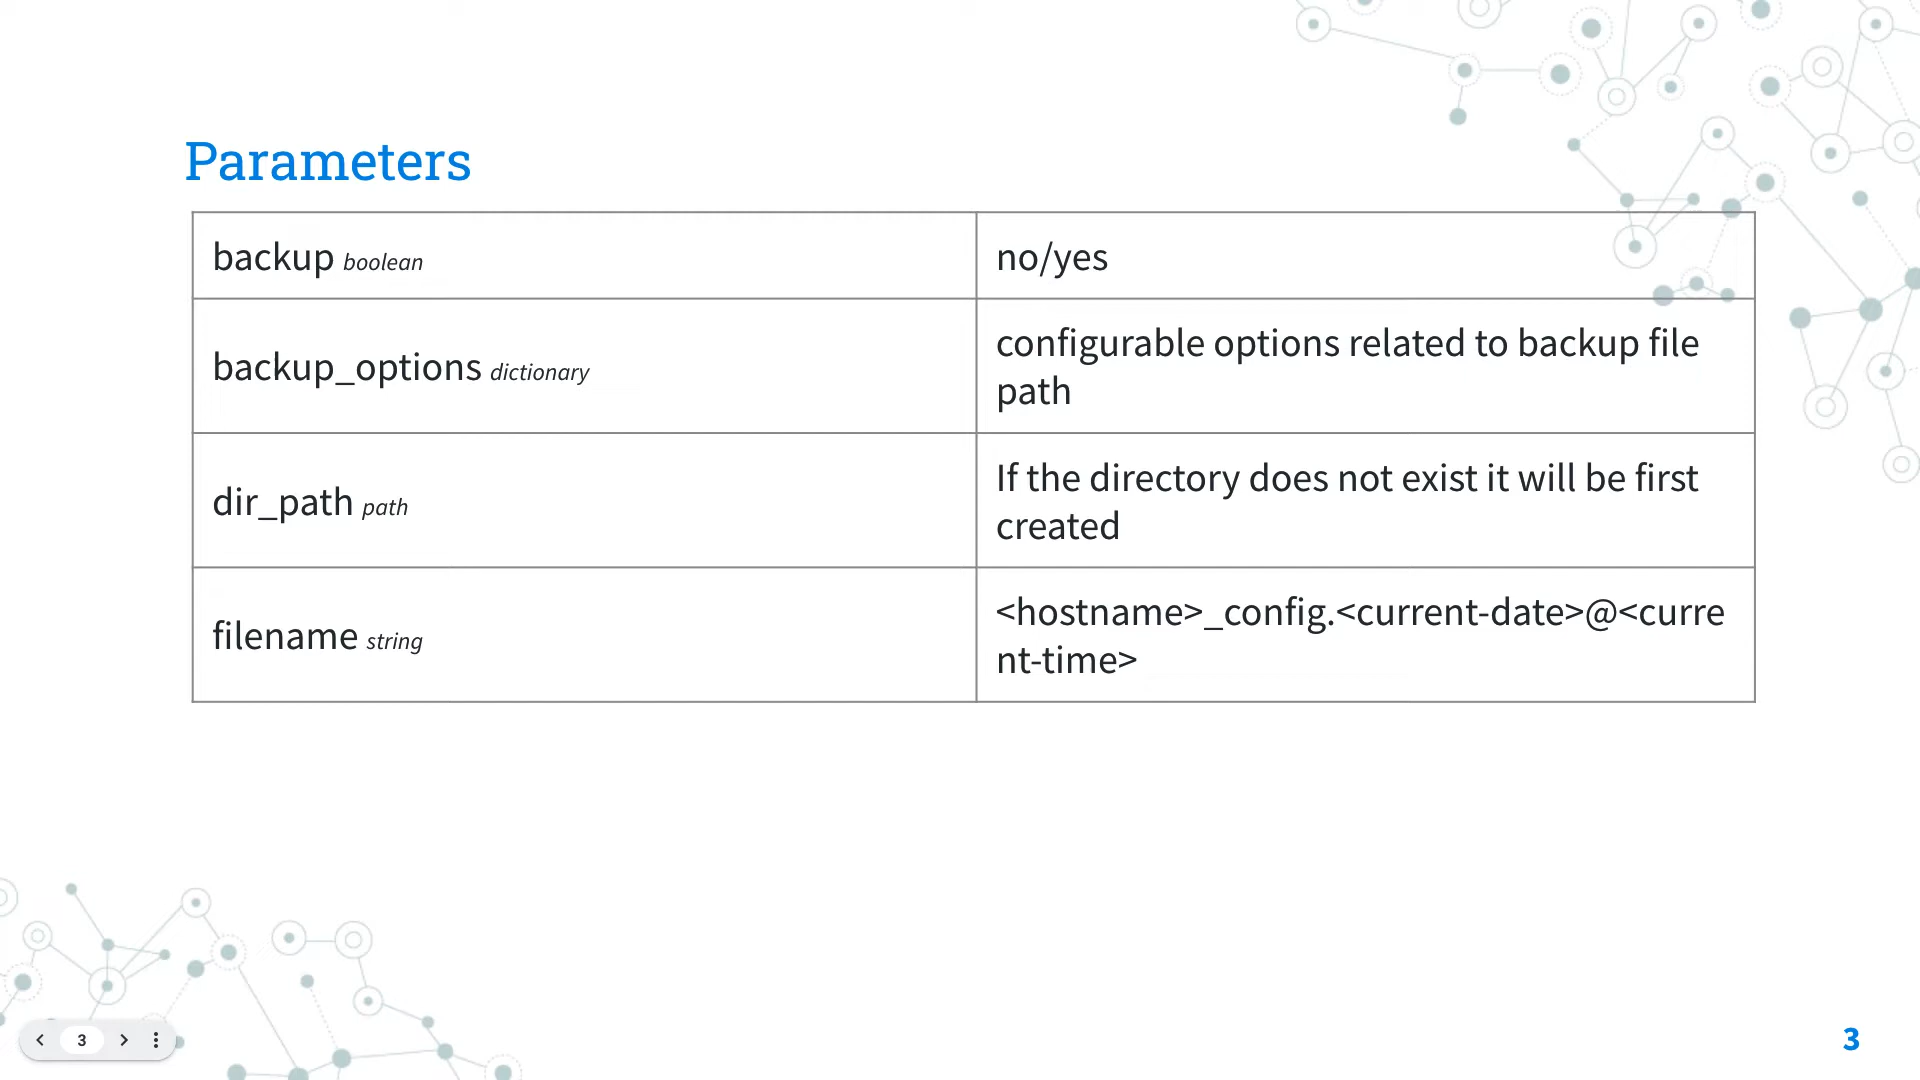 Parameters
backup boolean
no/yes
backup_options dictionary
configurable options related to backup file
path
dir_path path
If the directory does not exist it will be first
created
filename string
<hostname>_config.<current-date>@<curre
nt-time>
3
3